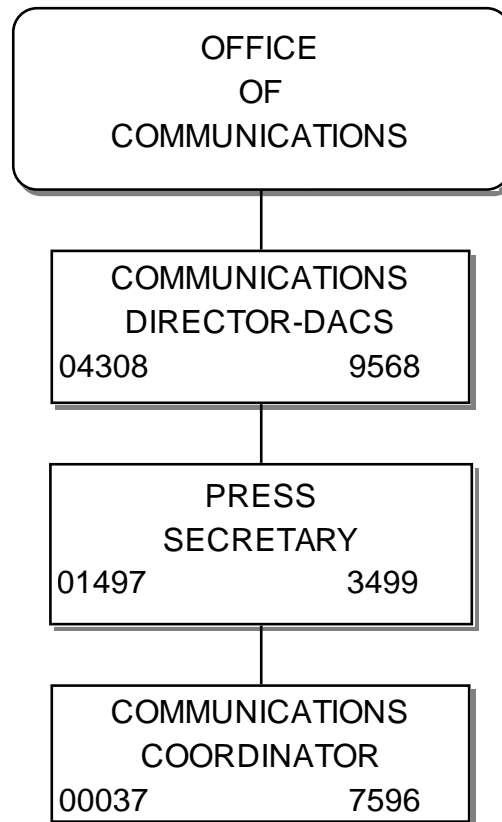 OFFICE
OF
COMMUNICATIONS
COMMUNICATIONS
DIRECTOR-DACS
04308 9568
PRESS
SECRETARY
01497 3499
COMMUNICATIONS
COORDINATOR
00037 7596